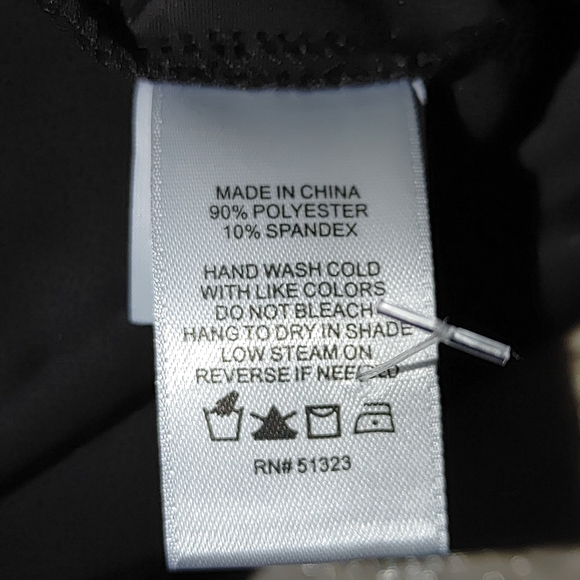 MADE IN CHINA
90% POLYESTER
10% SPANDEX
HAND WASH COLD
WITH LIKE COLORS
DO NOT BLEACH
HANG TO DRY IN SHADE
LOW STEAM ON
REVERSE IF NEEDED
RN# 51323